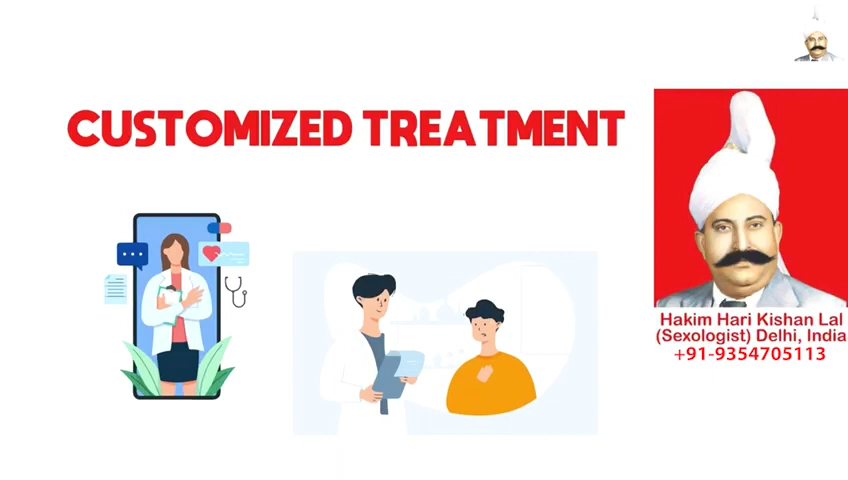 CUSTOMIZED TREATMENT
Hakim Hari Kishan Lal
(Sexologist) Delhi, India
+91-9354705113